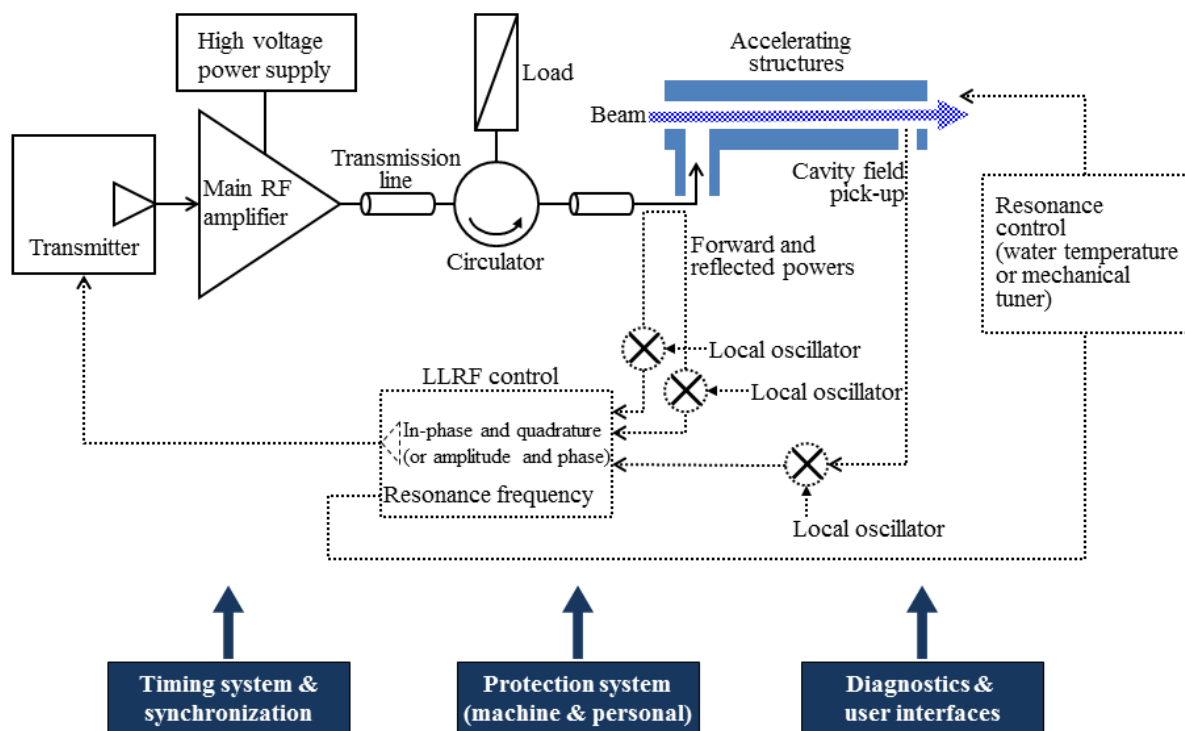 High voltage
power supply
Load
Accelerating
structures
Beam
Transmission
line
Main RF
amplifier
Transmitter
Circulator
Cavity field
pick-up
Forward and
reflected powers
Resonance
control
(water temperature
or mechanical
tuner)
Local oscillator
Local oscillator
LLRF control
In-phase and quadrature
(or amplitude and phase)
Resonance frequency
Local oscillator
Timing system &
synchronization
Protection system
(machine & personal)
Diagnostics &
user interfaces